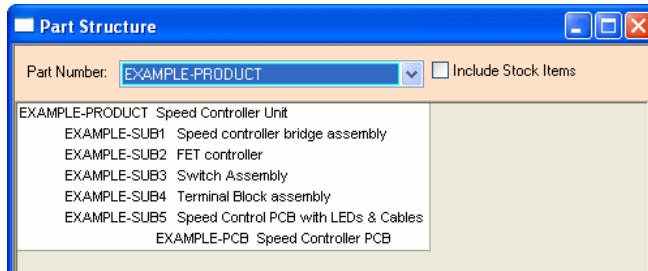 Part Structure
Part Number: EXAMPLE-PRODUCT Include Stock Items
EXAMPLE-PRODUCT Speed Controller Unit
EXAMPLE-SUB1 Speed controller bridge assembly
EXAMPLE-SUB2 FET controller
EXAMPLE-SUB3 Switch Assembly
EXAMPLE-SUB4 Terminal Block assembly
EXAMPLE-SUB5 Speed Control PCB with LEDs & Cables
EXAMPLE-PCB Speed Controller PCB